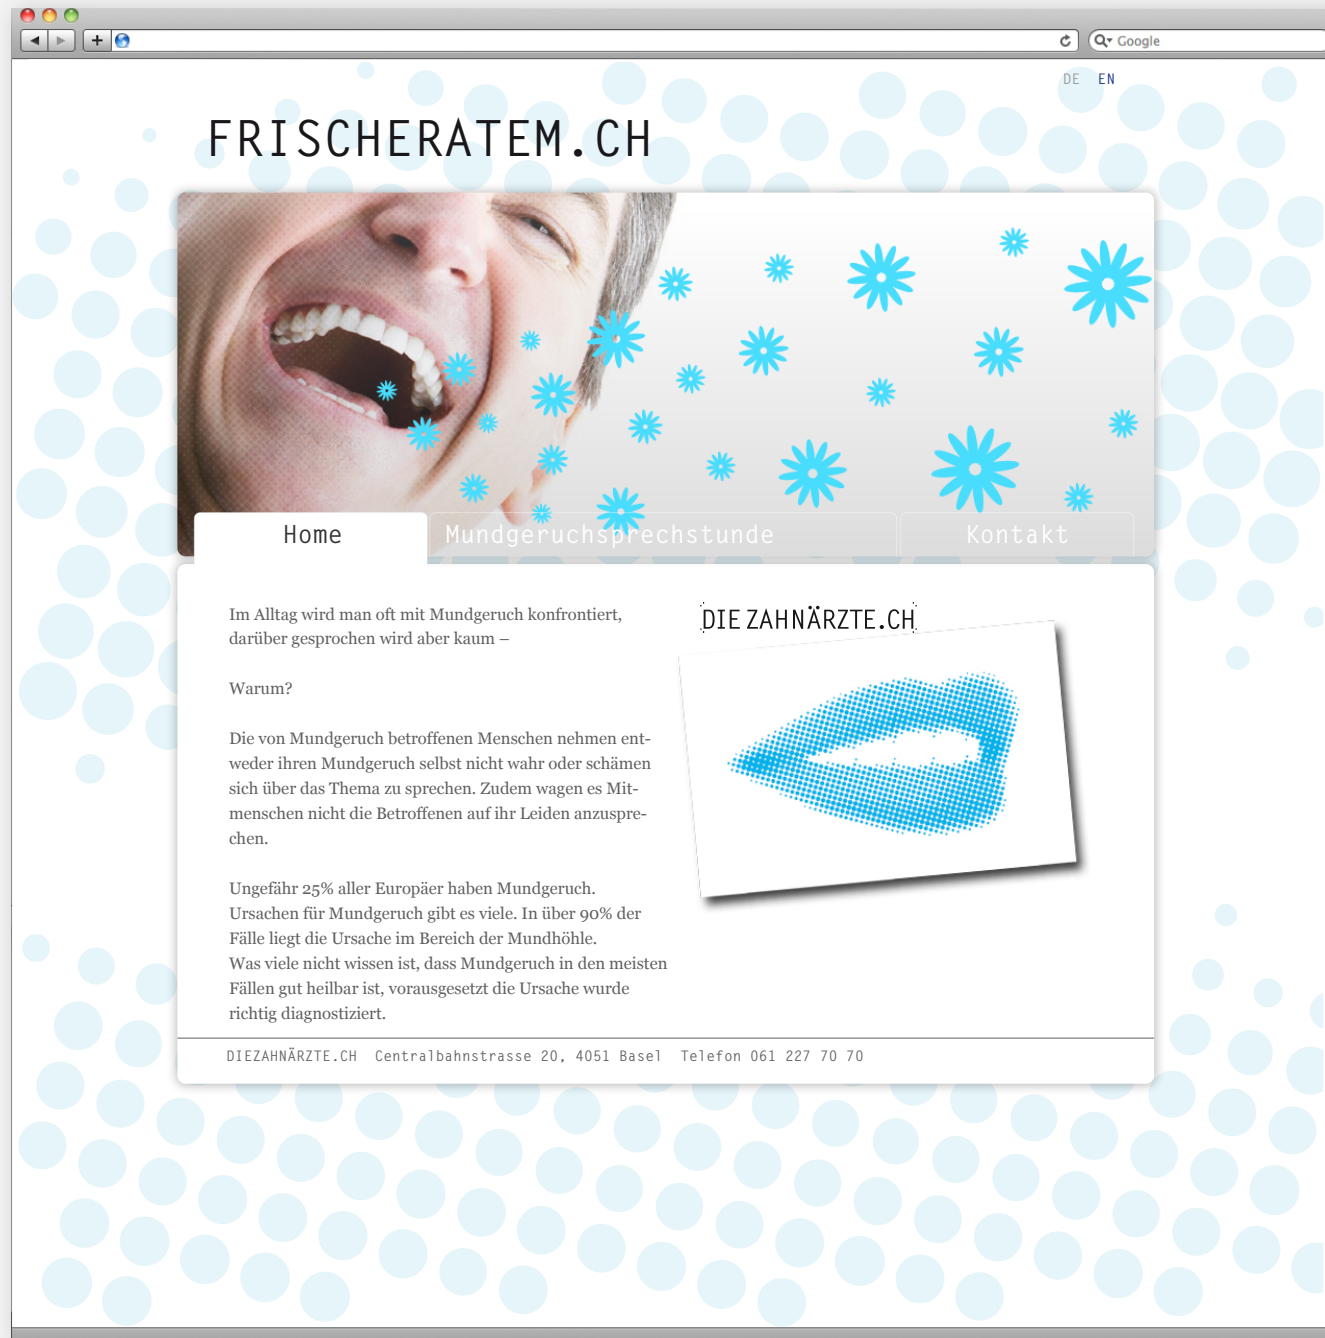 Google
DE EN
FRISCHERATEM.CH
Home Mundgeruchsprechstunde Kontakt
Im Alltag wird man oft mit Mundgeruch konfrontiert,
darüber gesprochen wird aber kaum –
Warum?
Die von Mundgeruch betroffenen Menschen nehmen ent-
weder ihren Mundgeruch selbst nicht wahr oder schämen
sich über das Thema zu sprechen. Zudem wagen es Mit-
menschen nicht die Betroffenen auf ihr Leiden anzuspre-
chen.
Ungefähr 25% aller Europäer haben Mundgeruch.
Ursachen für Mundgeruch gibt es viele. In über 90% der
Fälle liegt die Ursache im Bereich der Mundhöhle.
Was viele nicht wissen ist, dass Mundgeruch in den meisten
Fällen gut heilbar ist, vorausgesetzt die Ursache wurde
richtig diagnostiziert.
DIE ZAHNÄRZTE.CH
DIEZAHNÄRZTE.CH Centralbahnstrasse 20, 4051 Basel Telefon 061 227 70 70